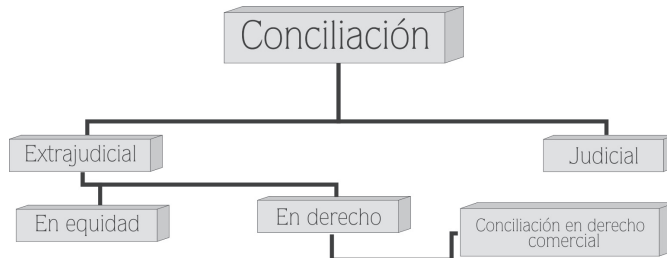 Conciliación
Extrajudicial
Judicial
En equidad
En derecho
Conciliación en derecho
comercial